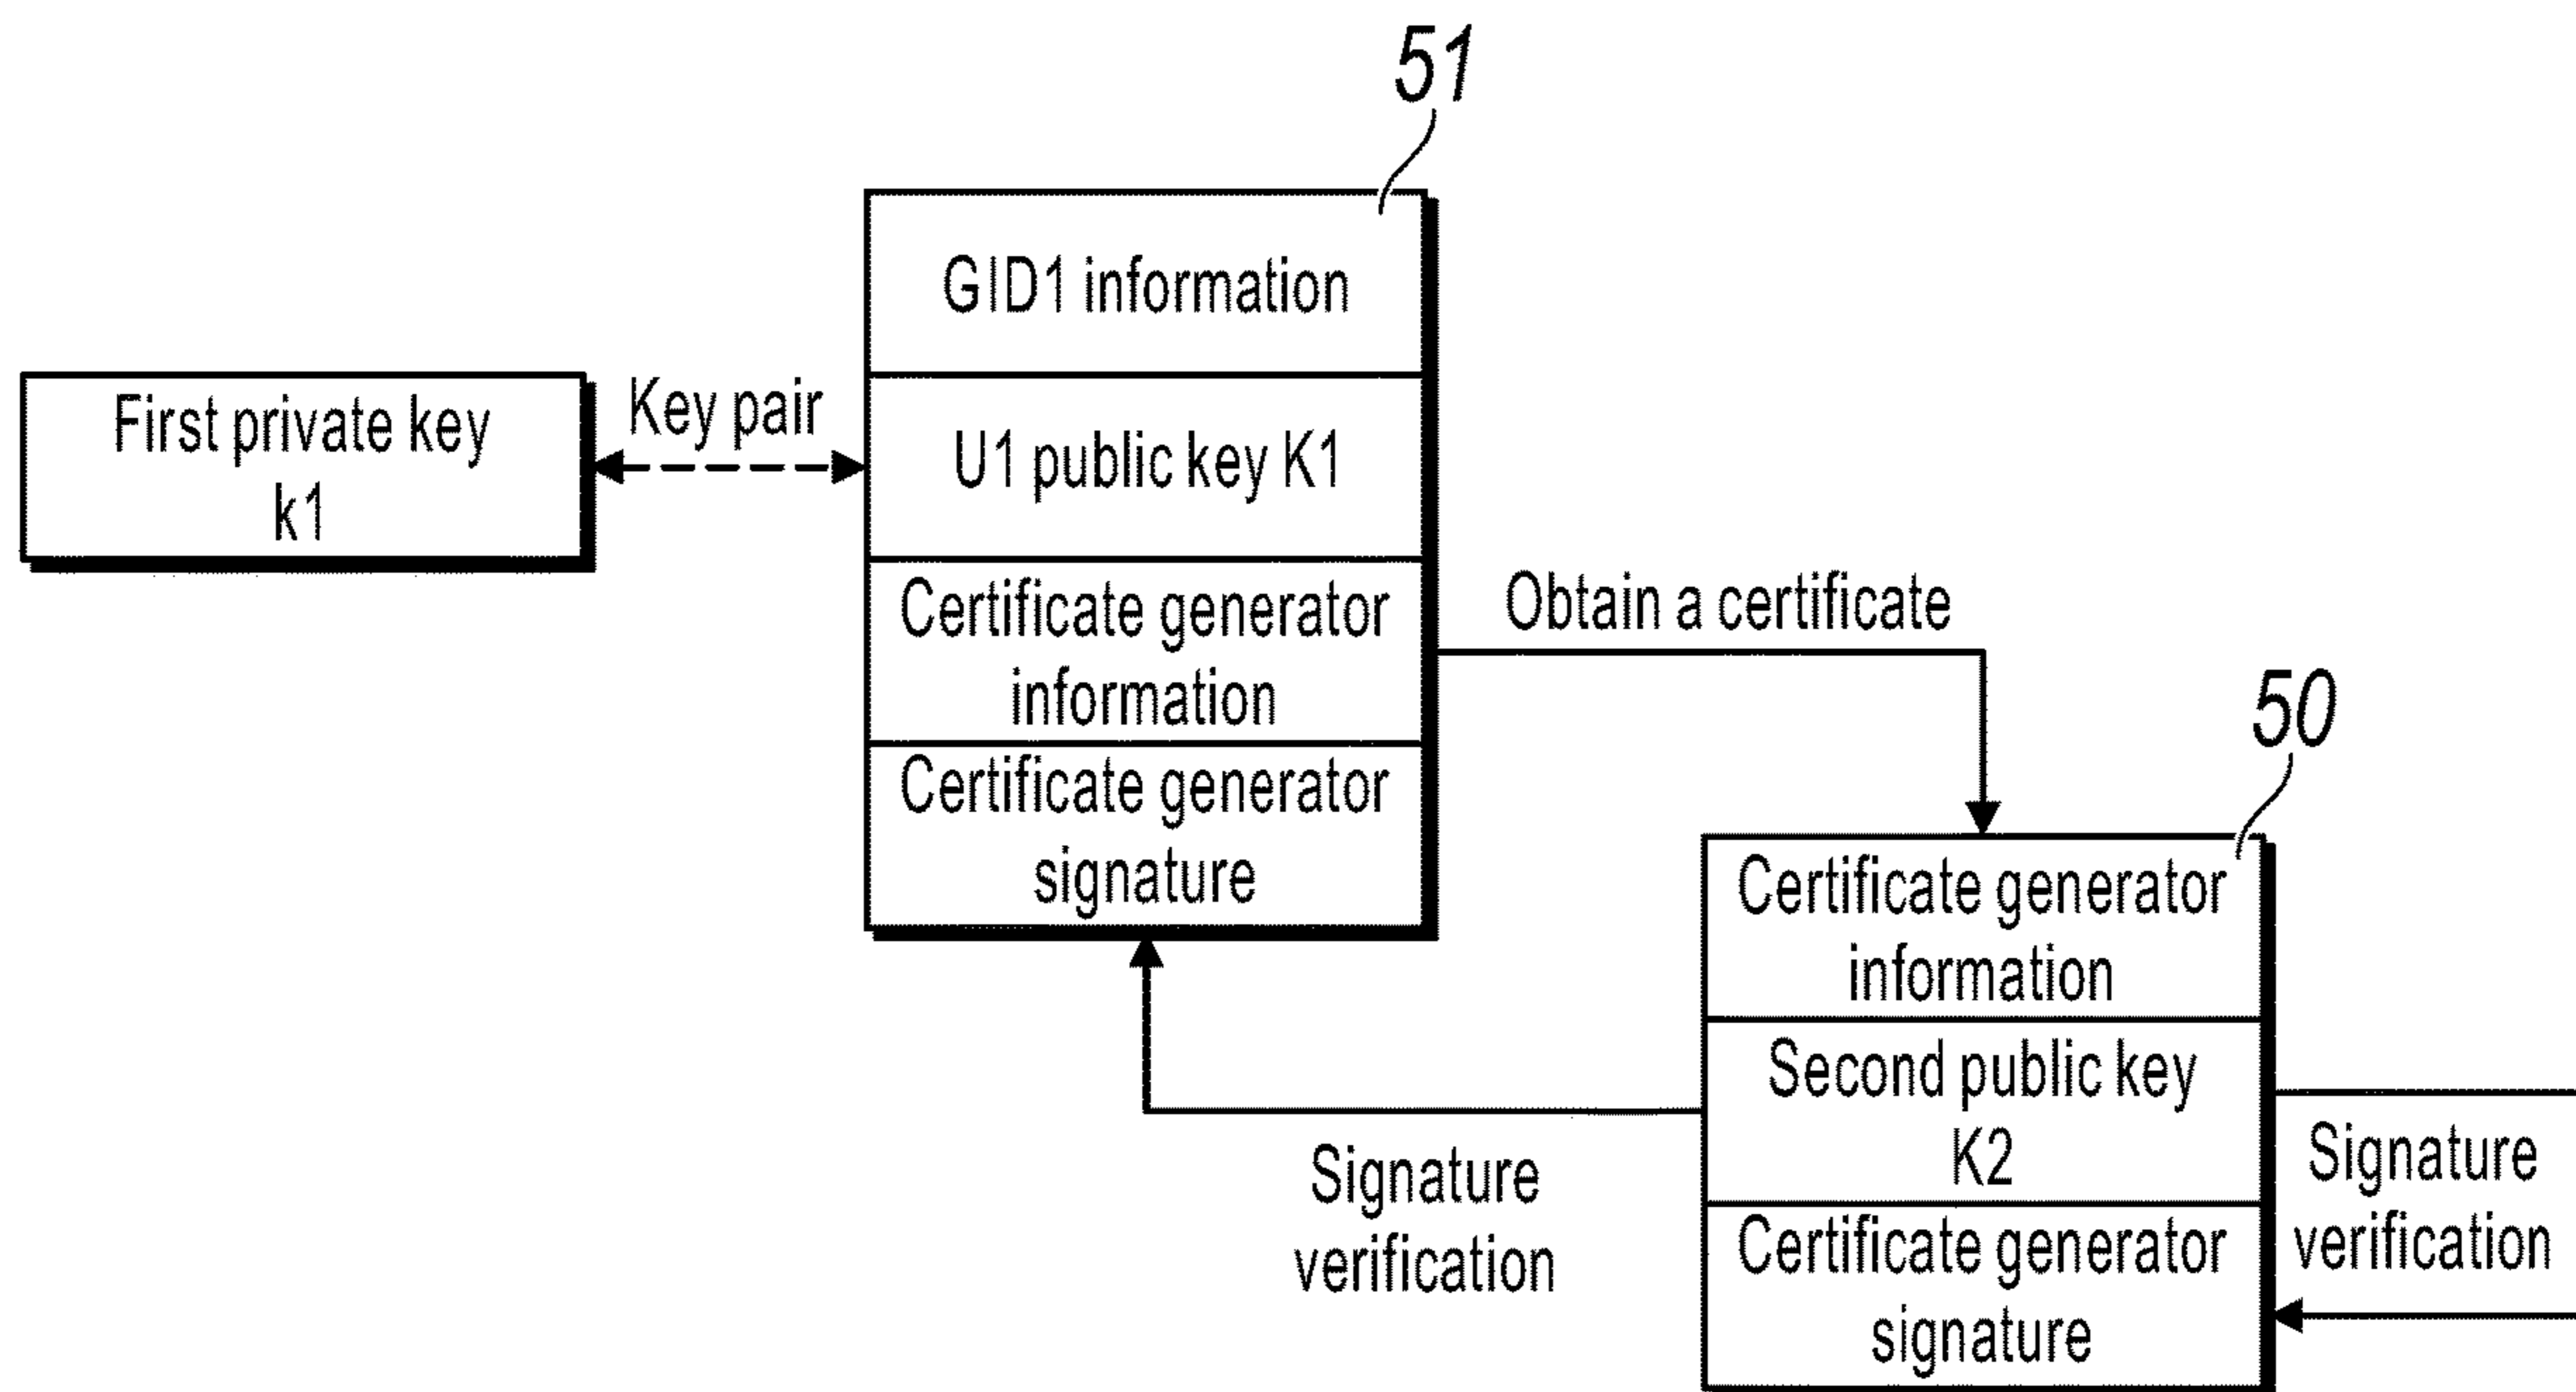 51
GID1 information
First private key
k1
Key pair
U1 public key K1
Certificate generator
information
Certificate generator
signature
Obtain a certificate
50
Certificate generator
information
Second public key
K2
Certificate generator
signature
Signature
verification
Signature
verification